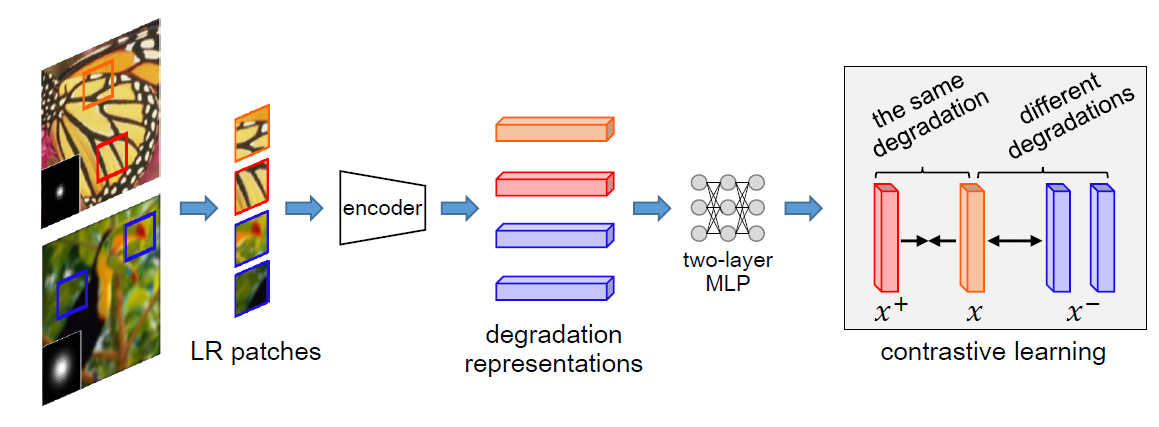 LR patches
encoder
degradation
representations
two-layer
MLP
the same
degradation
different
degradations
x⁺
x
x⁻
contrastive learning